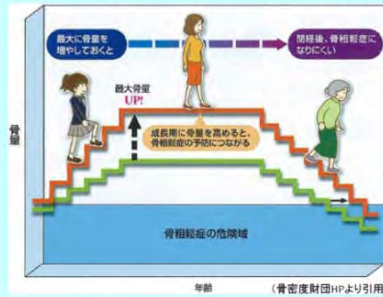 最大に骨量を
増やしておくと
閉経後、骨粗鬆症に
なりにくい
最大骨量
UP!
成長期に骨量を高めると、
骨粗鬆症の予防につながる
骨量
骨粗鬆症の危険域
年齢
(骨密度財団HPより引用